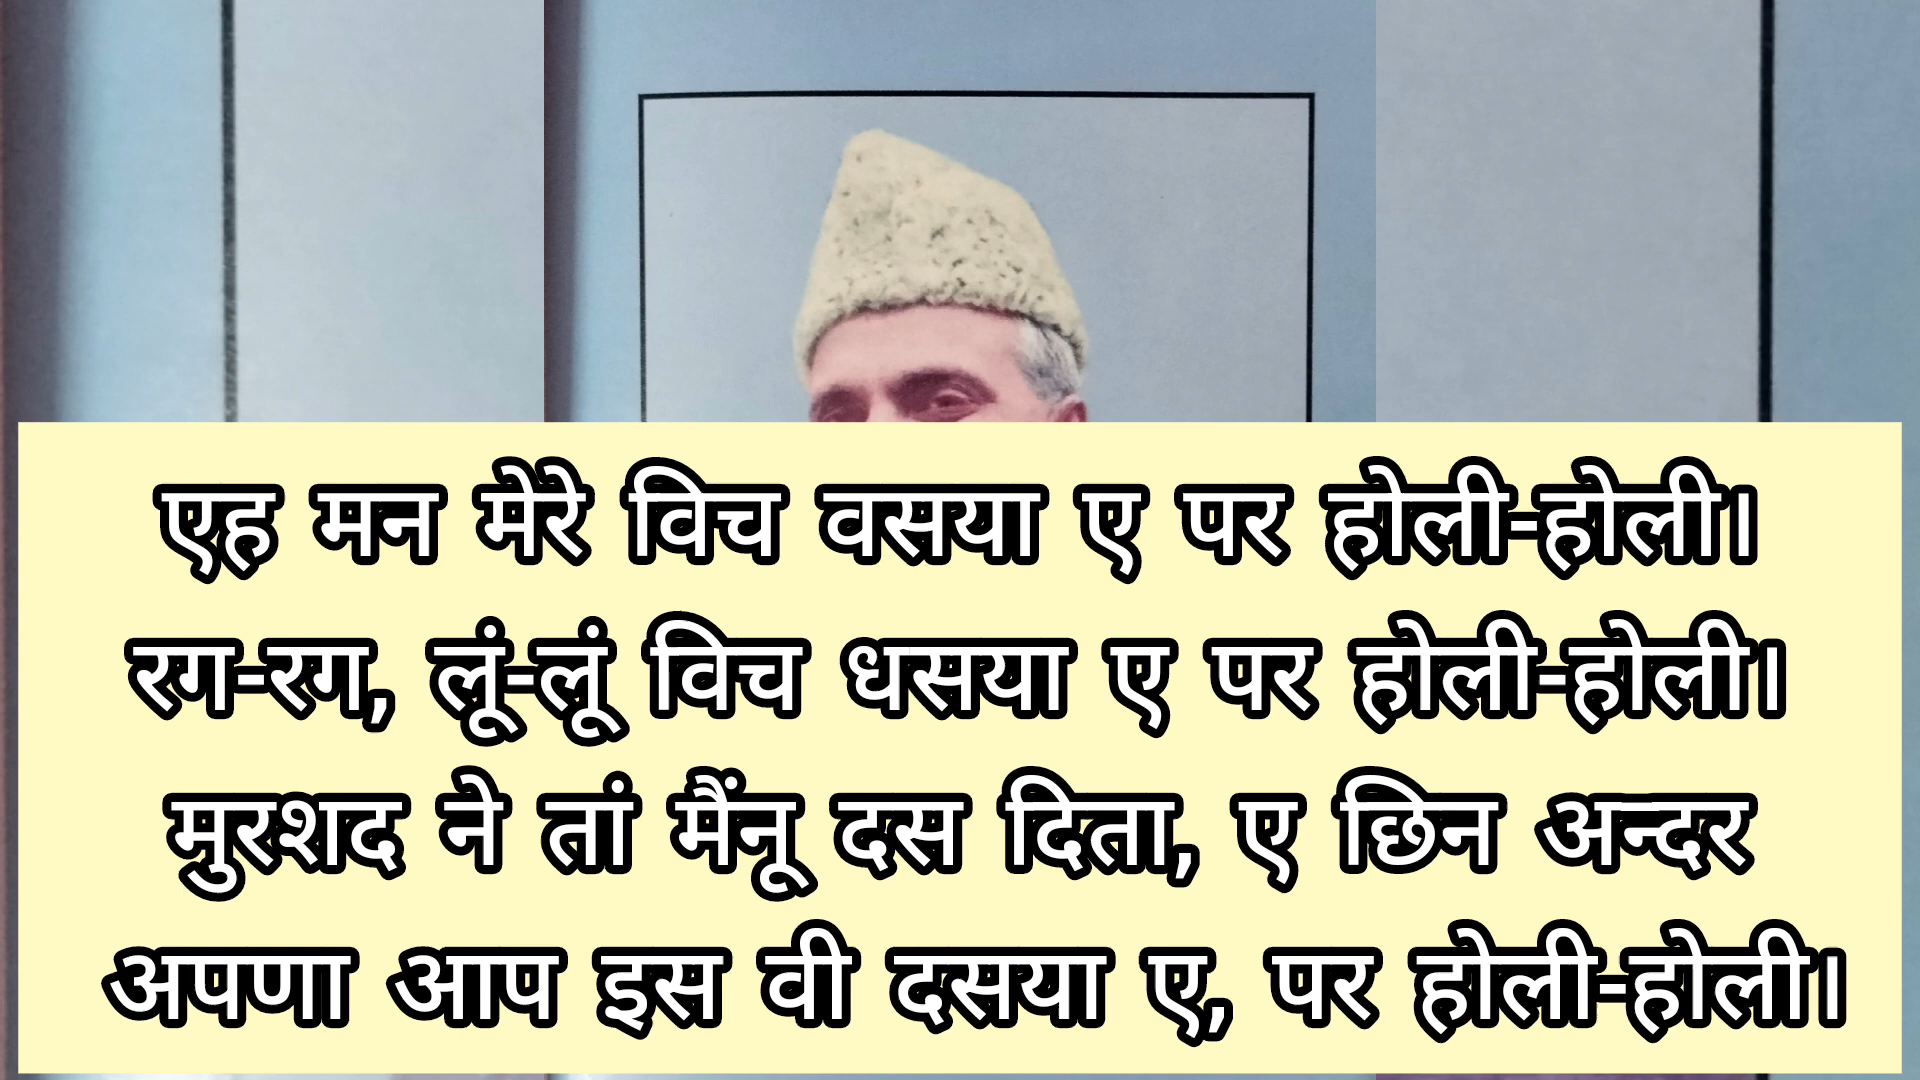 एह मन मेरे विच वसया ए पर होली-होली।
रग-रग, लूं-लूं विच धसया ए पर होली-होली।
मुरशद ने तां मैंनू दस दिता, ए छिन अन्दर
अपणा आप इस वी दसया ए, पर होली-होली।